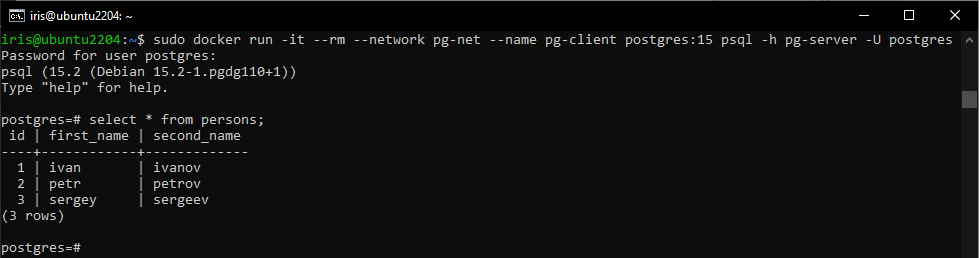 iris@ubuntu2204: ~
iris@ubuntu2204:~$ sudo docker run -it --rm --network pg-net --name pg-client postgres:15 psql -h pg-server -U postgres
Password for user postgres:
psql (15.2 (Debian 15.2-1.pgdg110+1))
Type "help" for help.
postgres=# select * from persons;
 id | first_name | second_name
----+------------+-------------
  1 | ivan       | ivanov
  2 | petr       | petrov
  3 | sergey     | sergeev
(3 rows)
postgres=#